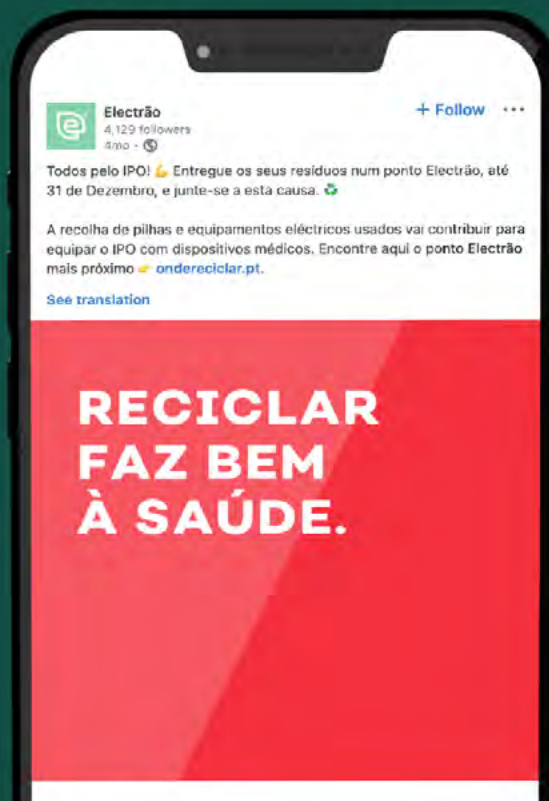 Electrão
+ Follow ...
4,129 followers
4mo •
Todos pelo IPO! 💪 Entregue os seus resíduos num ponto Electrão, até
31 de Dezembro, e junte-se a esta causa. ♻️
A recolha de pilhas e equipamentos eléctricos usados vai contribuir para
equipar o IPO com dispositivos médicos. Encontre aqui o ponto Electrão
mais próximo 👉 ondereciclar.pt.
See translation
RECICLAR
FAZ BEM
À SAÚDE.